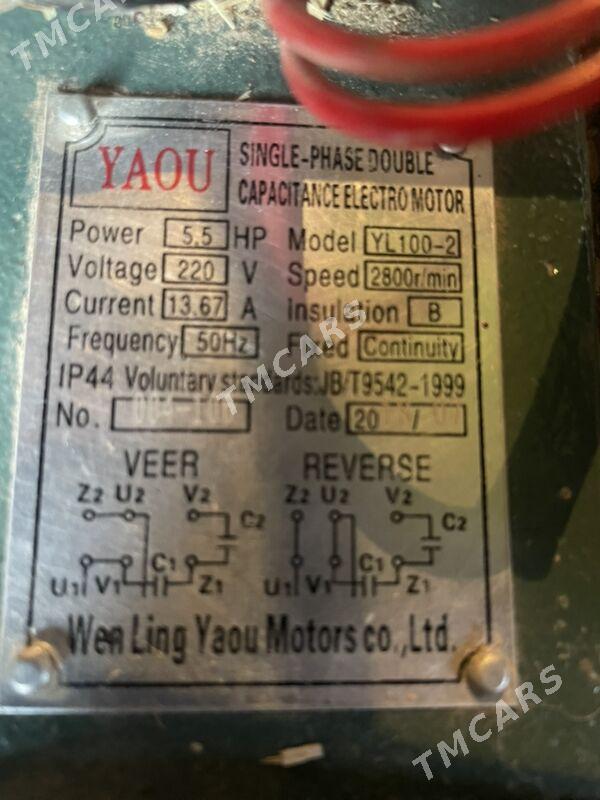 TMCARS
YAOU
SINGLE-PHASE DOUBLE
CAPACITANCE ELECTRO MOTOR
Power 5.5 HP Model YL100-2
Voltage 220 V Speed 2800r/min
Current 13.67 A Insulation B
Frequency 50Hz Fixed Continuity
IP44 Voluntary standards:JB/T9542-1999
TMCARS
No. Date 20 /
VEER REVERSE
Z2 U2 V2 Z2 U2 V2
C2 C2
C1 C1
U1 V1 Z1 U1 V1 Z1
Wen Ling Yaou Motors co.,Ltd.
TMCARS